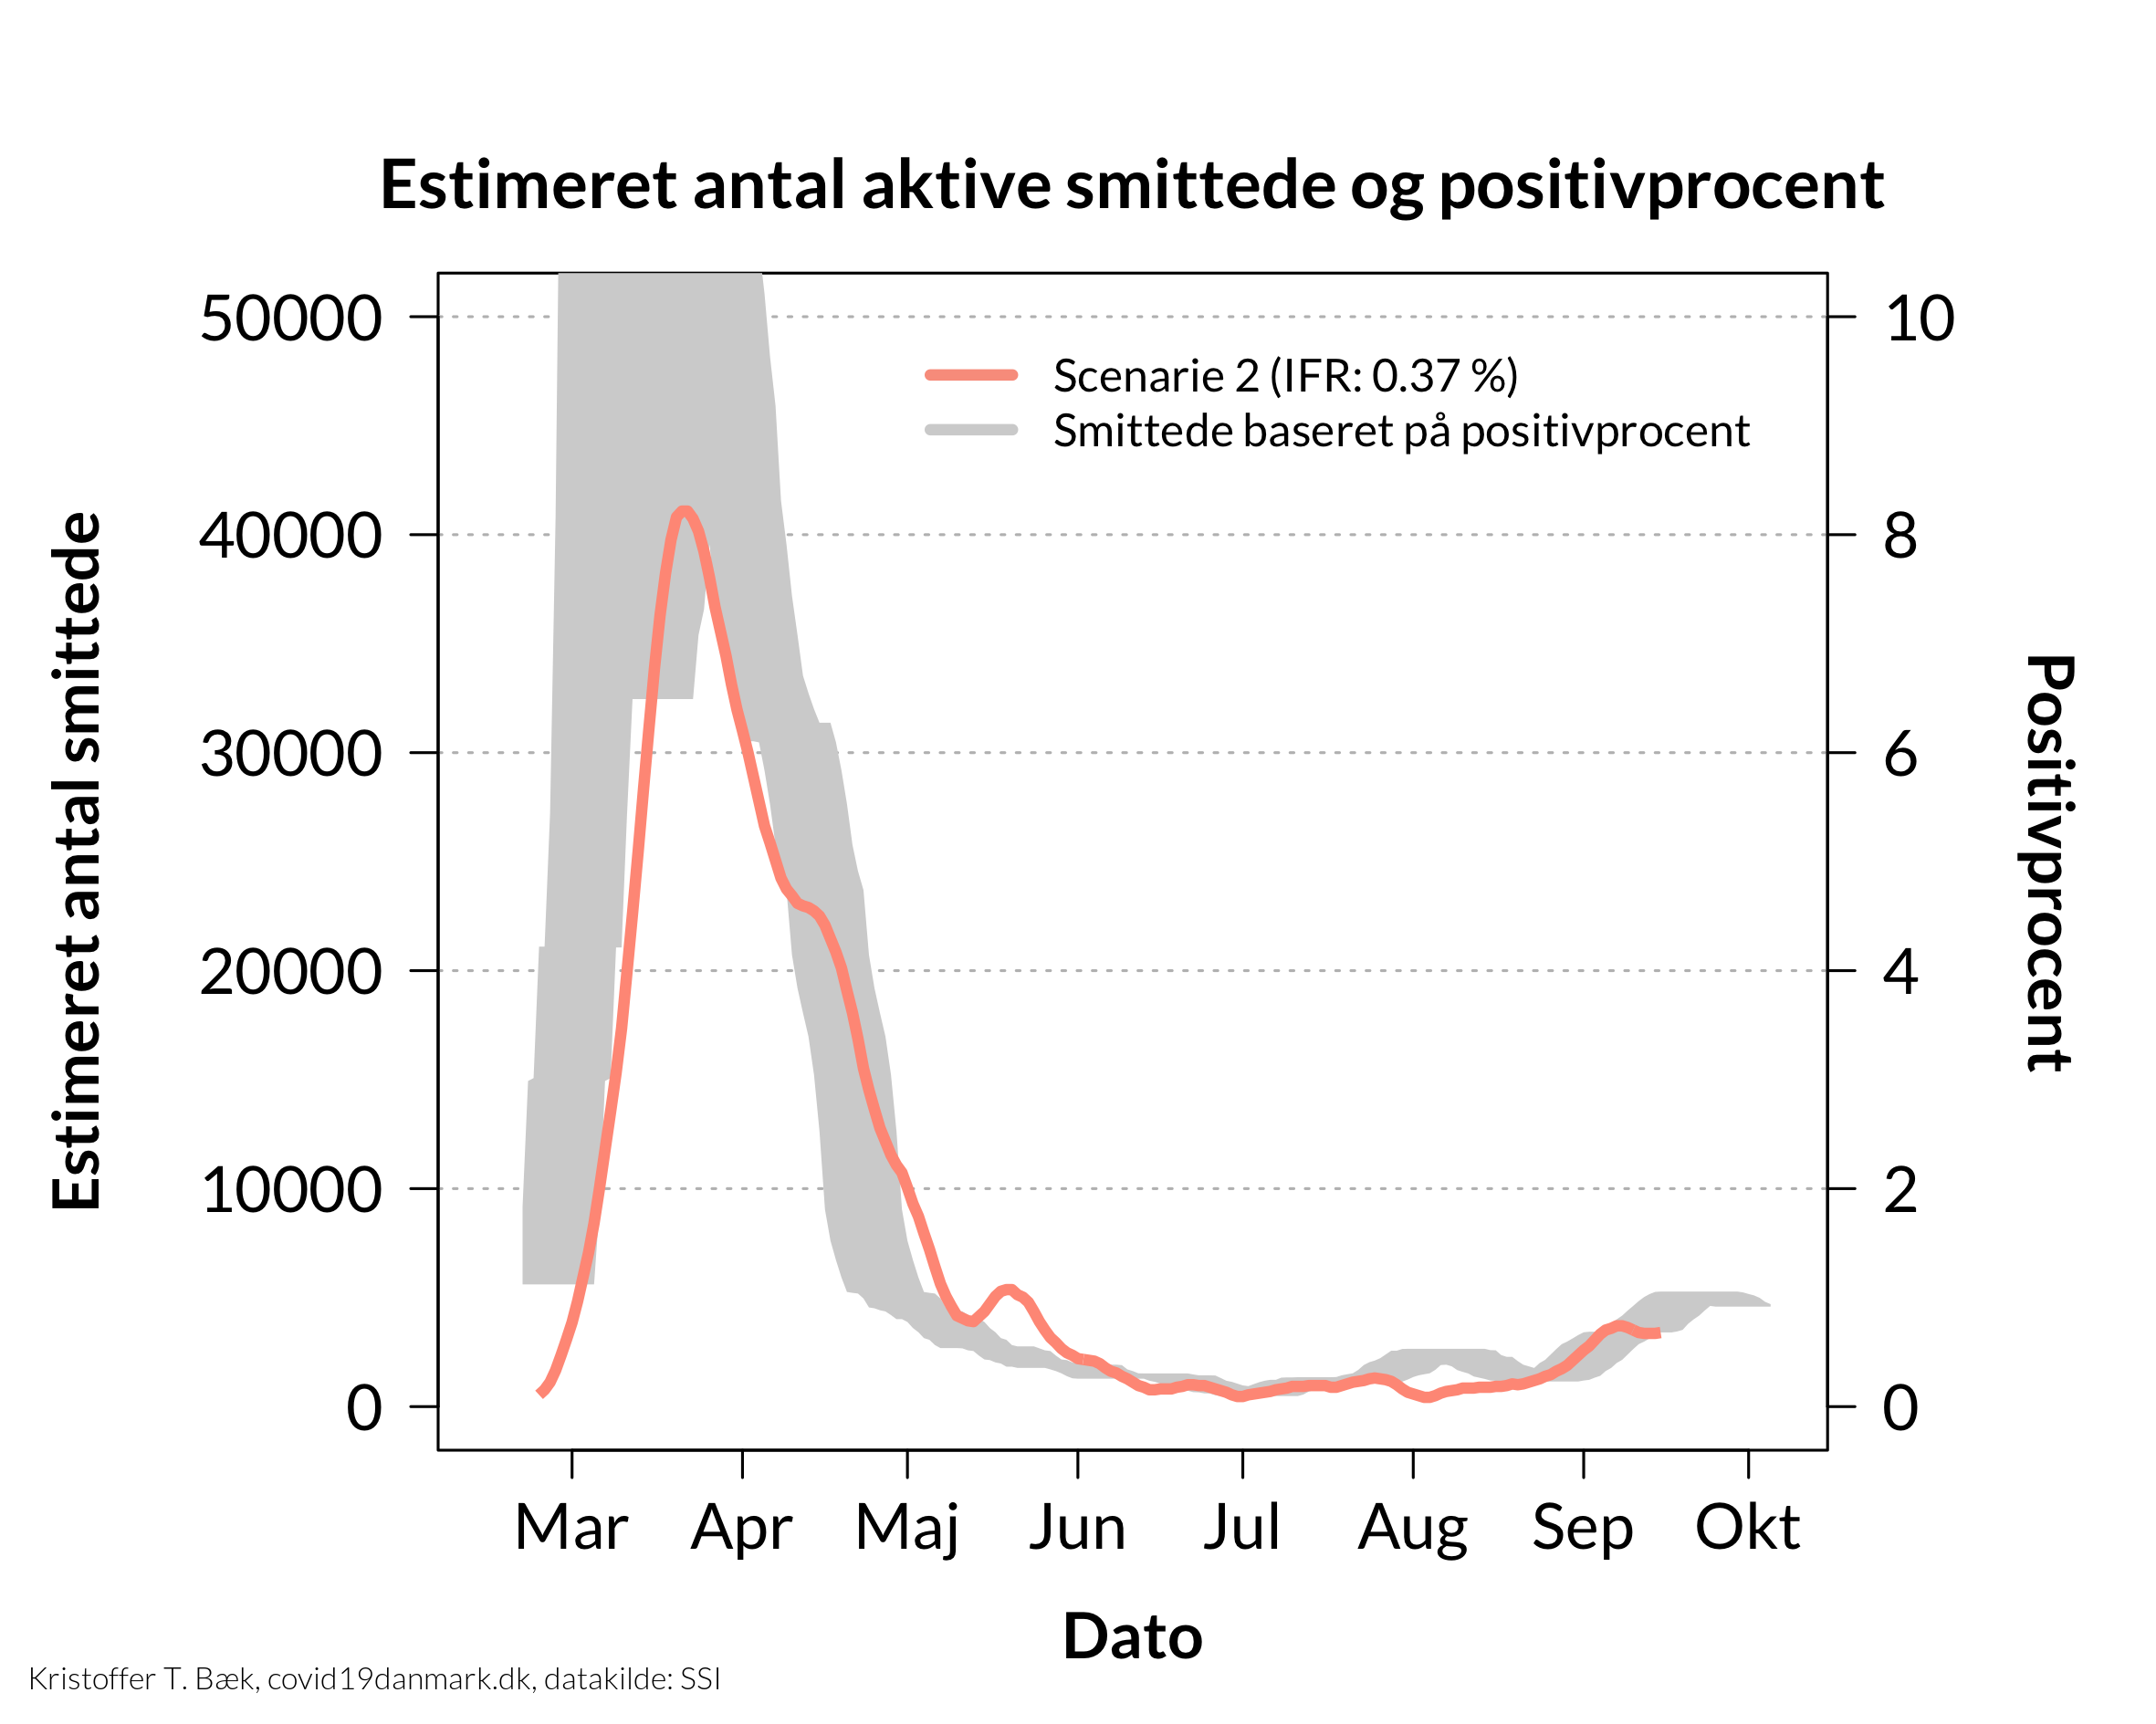 Estimeret antal aktive smittede og positivprocent
Scenarie 2 (IFR: 0.37 %)
Smittede baseret på positivprocent
Estimeret antal smittede
50000
40000
30000
20000
10000
0
10
8
6
4
2
0
Positivprocent
Mar Apr Maj Jun Jul Aug Sep Okt
Dato
Kristoffer T. Bæk, covid19danmark.dk, datakilde: SSI